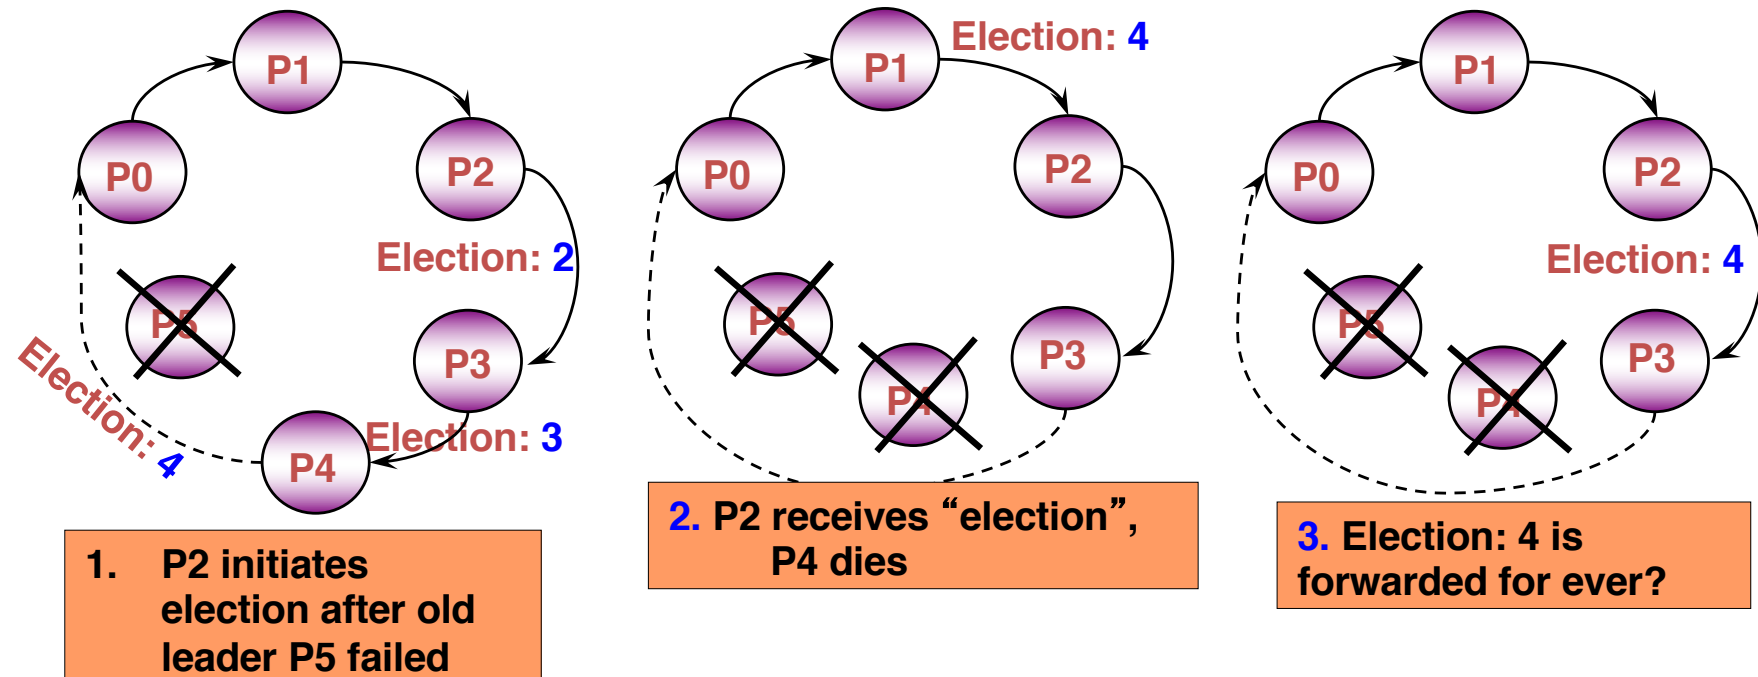 P1
P0
P2
Election: 2
P5
P3
Election: 3
Election: 4
P4
1. P2 initiates
election after old
leader P5 failed
Election: 4
P1
P0
P2
P5
P3
P4
2. P2 receives “election”,
P4 dies
P1
P0
P2
Election: 4
P5
P3
P4
3. Election: 4 is
forwarded for ever?